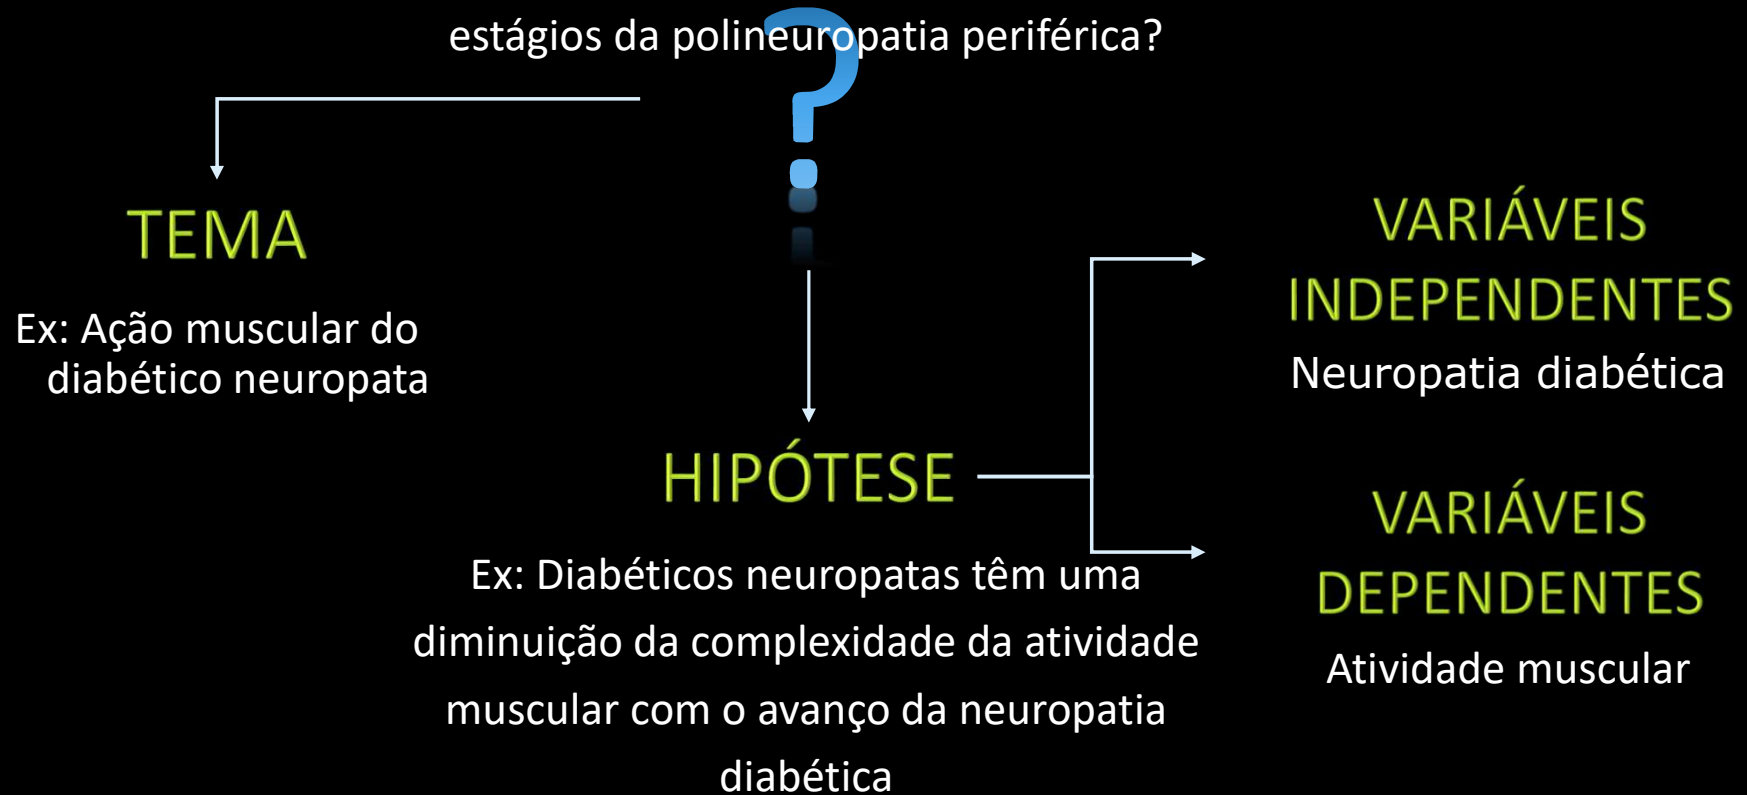 estágios da polineuropatia periférica?
?
TEMA
Ex: Ação muscular do
diabético neuropata
HIPÓTESE
Ex: Diabéticos neuropatas têm uma
diminuição da complexidade da atividade
muscular com o avanço da neuropatia
diabética
VARIÁVEIS
INDEPENDENTES
Neuropatia diabética
VARIÁVEIS
DEPENDENTES
Atividade muscular